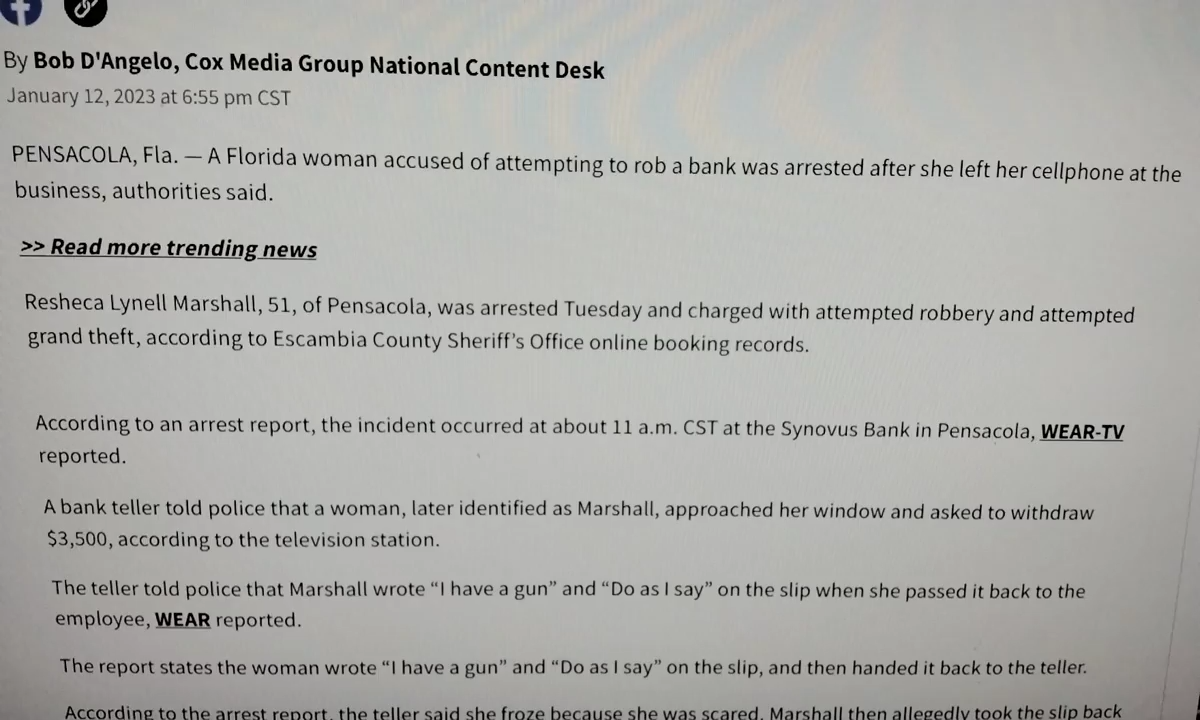 By Bob D'Angelo, Cox Media Group National Content Desk
January 12, 2023 at 6:55 pm CST
PENSACOLA, Fla. — A Florida woman accused of attempting to rob a bank was arrested after she left her cellphone at the
business, authorities said.
>> Read more trending news
Resheca Lynell Marshall, 51, of Pensacola, was arrested Tuesday and charged with attempted robbery and attempted
grand theft, according to Escambia County Sheriff’s Office online booking records.
According to an arrest report, the incident occurred at about 11 a.m. CST at the Synovus Bank in Pensacola, WEAR-TV
reported.
A bank teller told police that a woman, later identified as Marshall, approached her window and asked to withdraw
$3,500, according to the television station.
The teller told police that Marshall wrote “I have a gun” and “Do as I say” on the slip when she passed it back to the
employee, WEAR reported.
The report states the woman wrote “I have a gun” and “Do as I say” on the slip, and then handed it back to the teller.
According to the arrest report, the teller said she froze because she was scared. Marshall then allegedly took the slip back